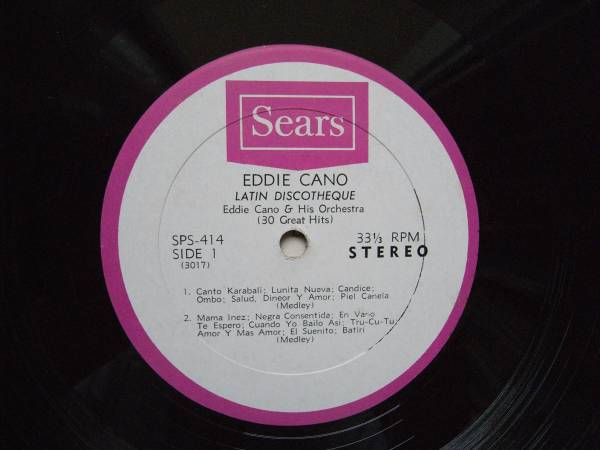 Sears
EDDIE CANO
LATIN DISCOTHEQUE
Eddie Cano & His Orchestra
(30 Great Hits)
SPS-414 33⅓ RPM
SIDE 1 STEREO
(3017)
1. Canto Karabali; Lunita Nueva; Candice;
Ombo; Salud, Dineor Y Amor; Piel Canela
(Medley)
2. Mama Inez; Negra Consentida; En Vano
Te Espero; Cuando Yo Bailo Asi; Tru-Cu-Tu;
Amor Y Mas Amor; El Suenito; Batiri
(Medley)